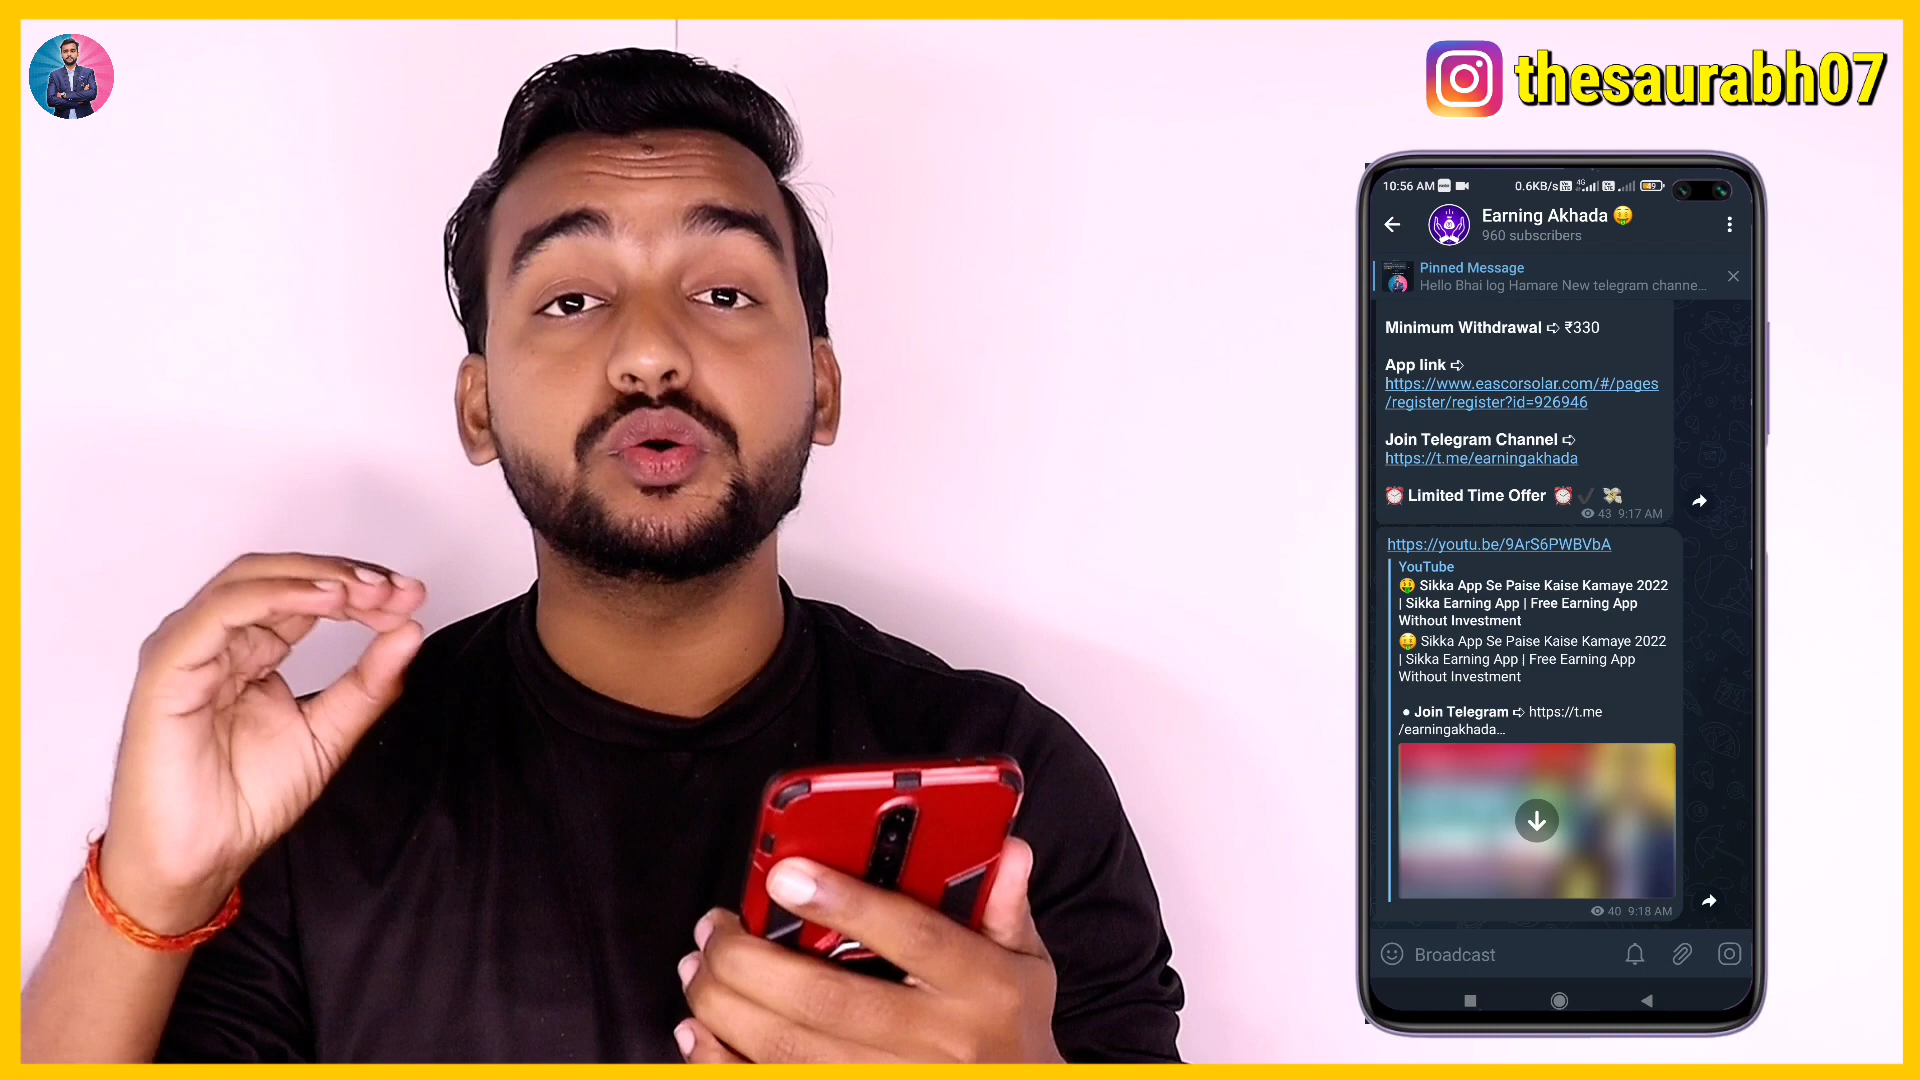 thesaurabh07
10:56 AM
0.6KB/s
4G
49
Earning Akhada 🤑
960 subscribers
Pinned Message
Hello Bhai log Hamare New telegram channe...
Minimum Withdrawal ➪ ₹330
App link ➪
https://www.eascorsolar.com/#/pages
/register/register?id=926946
Join Telegram Channel ➪
https://t.me/earningakhada
⏰ Limited Time Offer ⏰ ✔ 💸
43 9:17 AM
https://youtu.be/9ArS6PWBVbA
YouTube
🤑 Sikka App Se Paise Kaise Kamaye 2022
| Sikka Earning App | Free Earning App
Without Investment
🤑 Sikka App Se Paise Kaise Kamaye 2022
| Sikka Earning App | Free Earning App
Without Investment
● Join Telegram ➪ https://t.me
/earningakhada...
40 9:18 AM
Broadcast